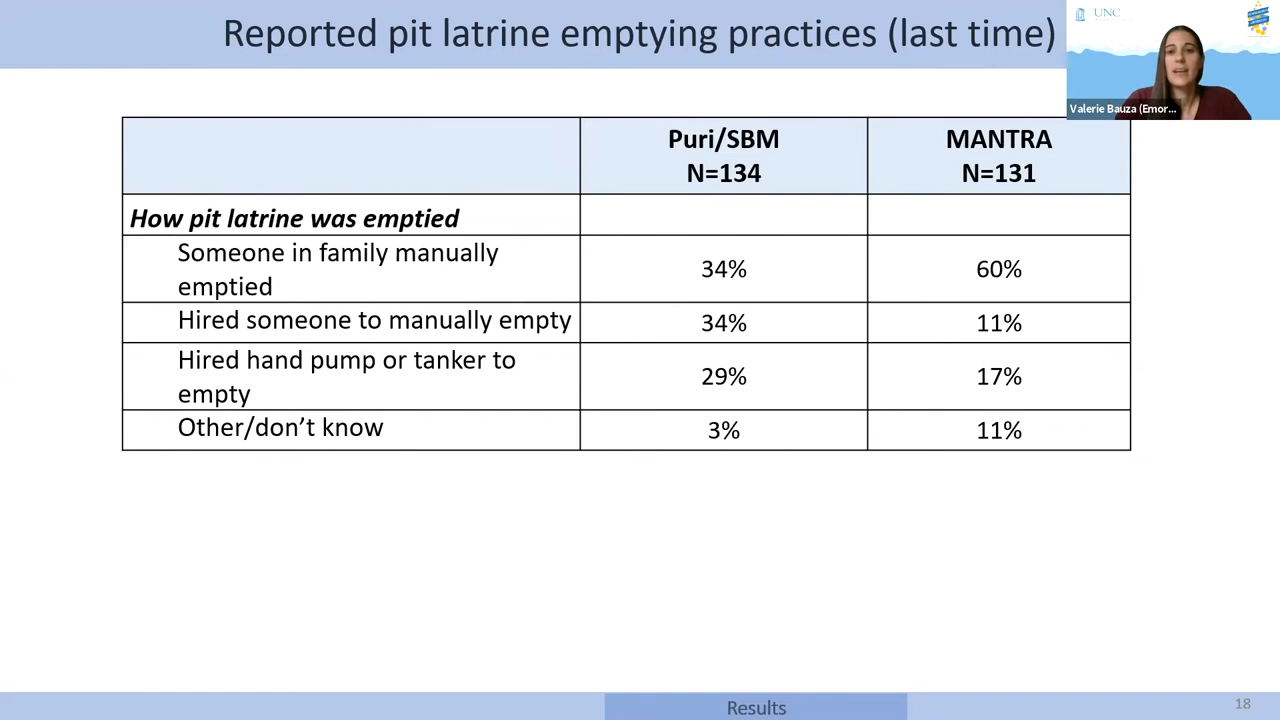 Reported pit latrine emptying practices (last time)
UNC
Valerie Bauza (Emor...
Puri/SBM
N=134
MANTRA
N=131
How pit latrine was emptied
Someone in family manually
emptied
34%
60%
Hired someone to manually empty
34%
11%
Hired hand pump or tanker to
empty
29%
17%
Other/don’t know
3%
11%
Results
18